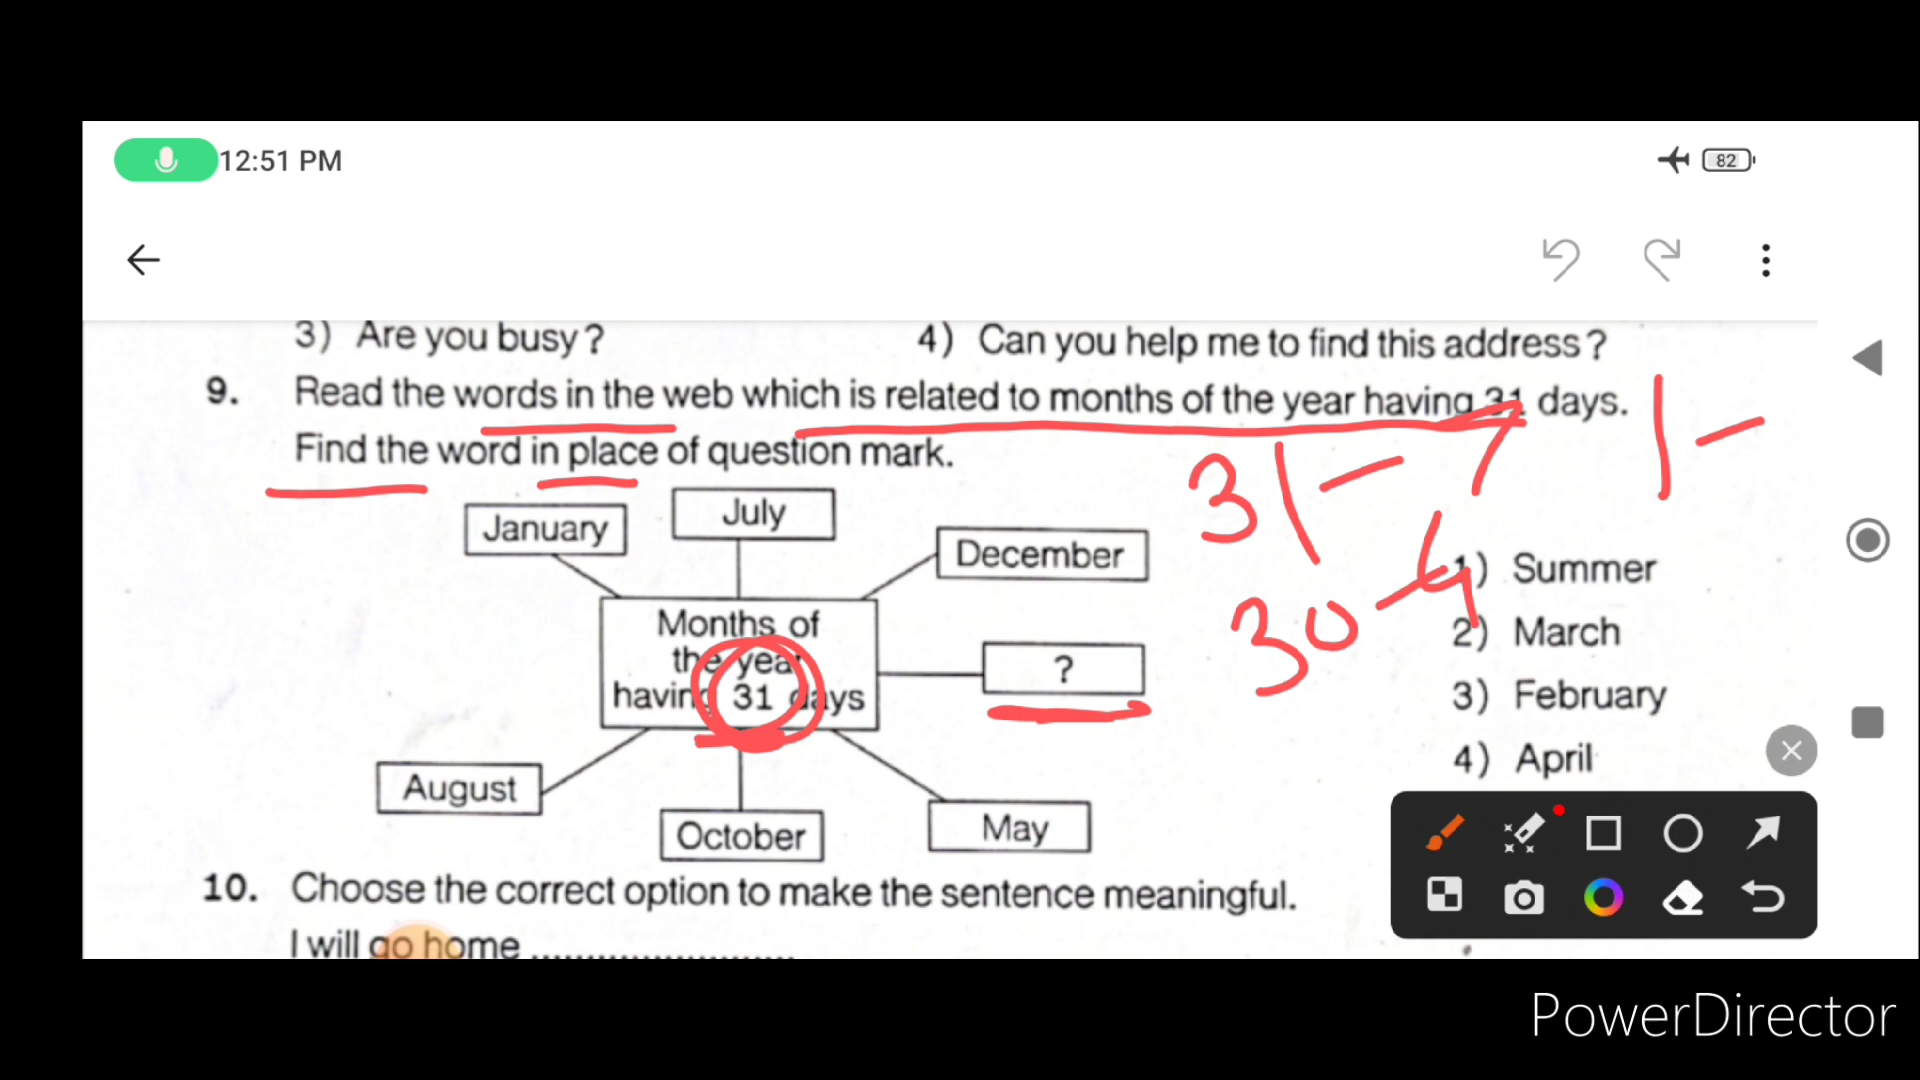 12:51 PM
82
3) Are you busy?
4) Can you help me to find this address?
9. Read the words in the web which is related to months of the year having 31 days. 1 -
Find the word in place of question mark.
31 - 7
30 - 4
January
July
December
Months of
the year
having 31 days
?
August
October
May
1) Summer
2) March
3) February
4) April
10. Choose the correct option to make the sentence meaningful.
I will go home ..........................
PowerDirector